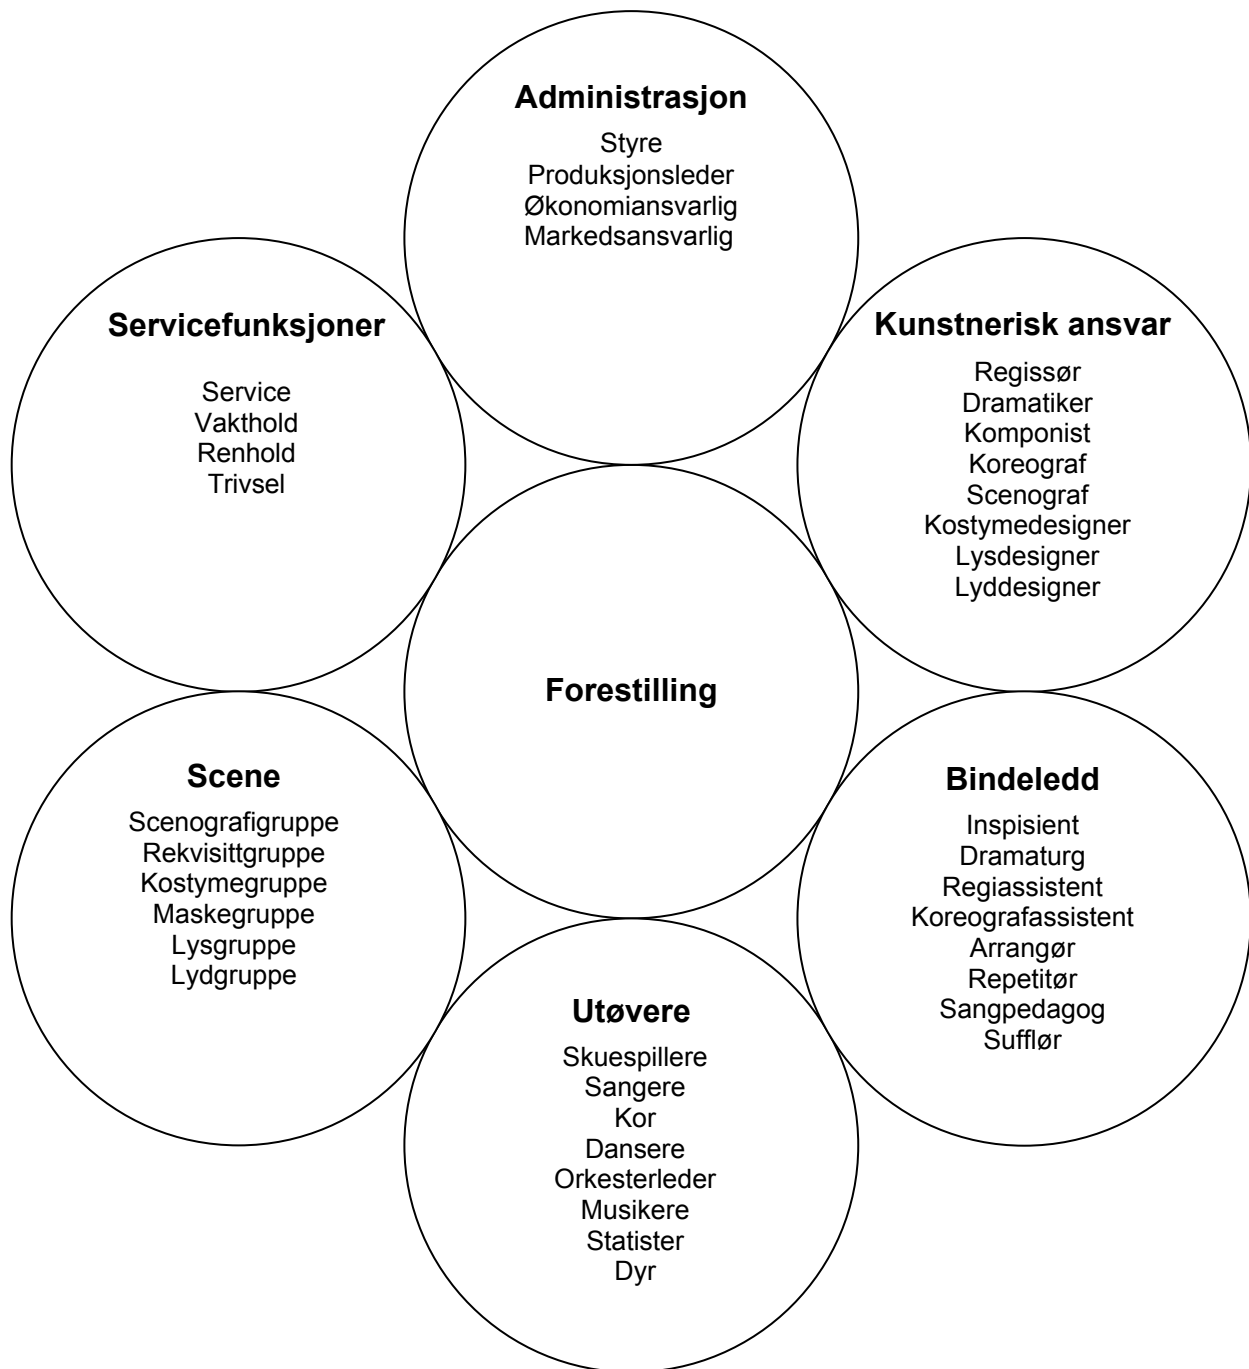 Administrasjon
Styre
Produksjonsleder
Økonomiansvarlig
Markedsansvarlig
Servicefunksjoner
Service
Vakthold
Renhold
Trivsel
Kunstnerisk ansvar
Regissør
Dramatiker
Komponist
Koreograf
Scenograf
Kostymedesigner
Lysdesigner
Lyddesigner
Forestilling
Scene
Scenografigruppe
Rekvisittgruppe
Kostymegruppe
Maskegruppe
Lysgruppe
Lydgruppe
Bindeledd
Inspisient
Dramaturg
Regiassistent
Koreografassistent
Arrangør
Repetitør
Sangpedagog
Sufflør
Utøvere
Skuespillere
Sangere
Kor
Dansere
Orkesterleder
Musikere
Statister
Dyr